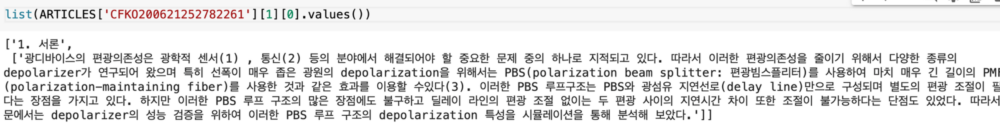 list(ARTICLES['CFKO200621252782261'][1][0].values())
['1. 서론',
['광디바이스의 편광의존성은 광학적 센서(1) , 통신(2) 등의 분야에서 해결되어야 할 중요한 문제 중의 하나로 지적되고 있다. 따라서 이러한 편광의존성을 줄이기 위해서 다양한 종류의
depolarizer가 연구되어 왔으며 특히 선폭이 매우 좁은 광원의 depolarization을 위해서는 PBS(polarization beam splitter: 편광빔스플리터)를 사용하여 마치 매우 긴 길이의 PMF
(polarization-maintaining fiber)를 사용한 것과 같은 효과를 이용할 수있다(3). 이러한 PBS 루프구조는 PBS와 광섬유 지연선로(delay line)만으로 구성되며 별도의 편광 조절이
다는 장점을 가지고 있다. 하지만 이러한 PBS 루프 구조의 많은 장점에도 불구하고 딜레이 라인의 편광 조절 없이는 두 편광 사이의 지연시간 차이 또한 조절이 불가능하다는 단점도 있었다. 따라서
문에서는 depolarizer의 성능 검증을 위하여 이러한 PBS 루프 구조의 depolarization 특성을 시뮬레이션을 통해 분석해 보았다.']]